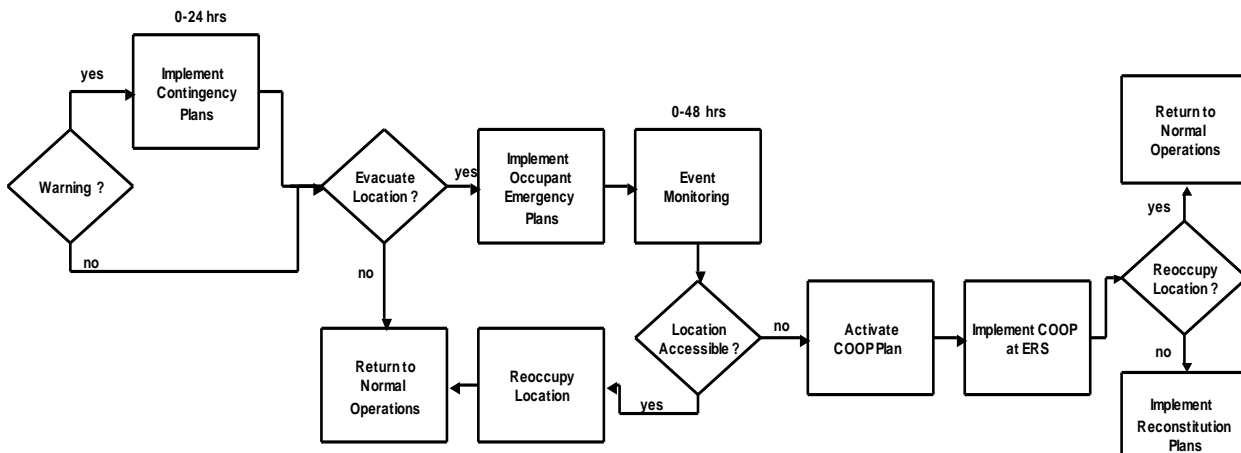 0-24 hrs
yes
Implement
Contingency
Plans
Warning ?
no
Evacuate
Location ?
yes
no
Implement
Occupant
Emergency
Plans
0-48 hrs
Event
Monitoring
Location
Accessible ?
no
yes
Reoccupy
Location
Return to
Normal
Operations
Activate
COOP Plan
Implement COOP
at ERS
Reoccupy
Location ?
yes
Return to
Normal
Operations
no
Implement
Reconstitution
Plans